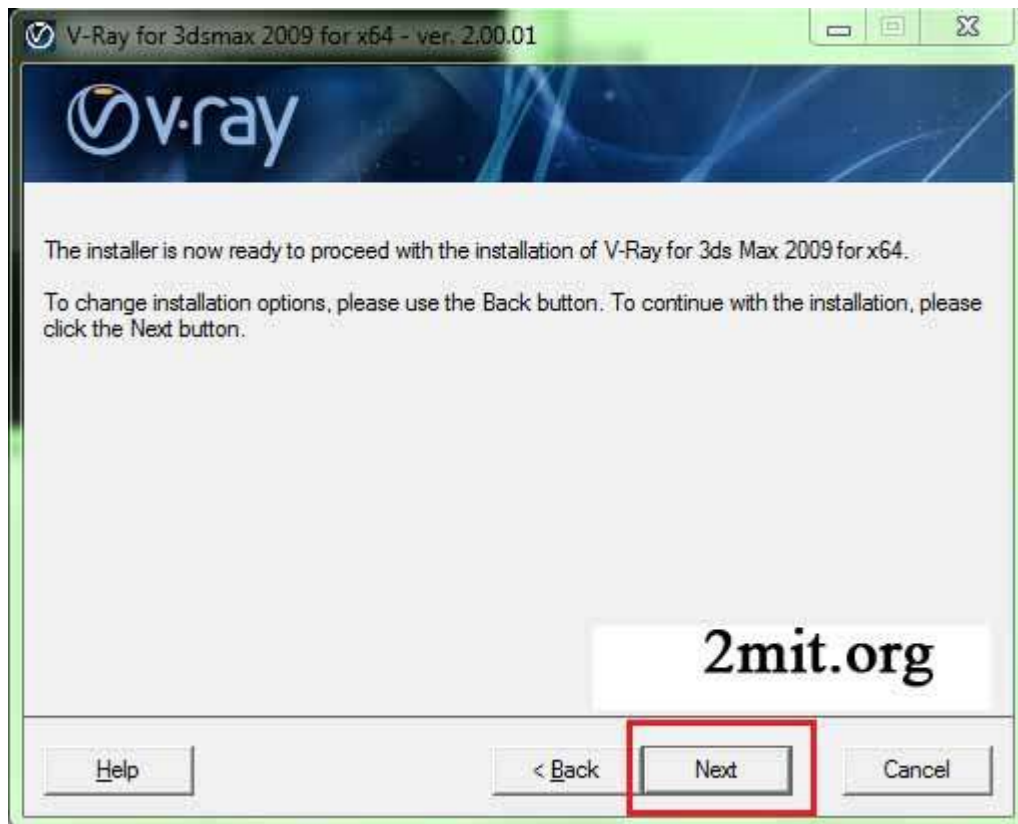 V-Ray for 3dsmax 2009 for x64 - ver. 2.00.01
v·ray
The installer is now ready to proceed with the installation of V-Ray for 3ds Max 2009 for x64.
To change installation options, please use the Back button. To continue with the installation, please
click the Next button.
2mit.org
Help < Back Next Cancel